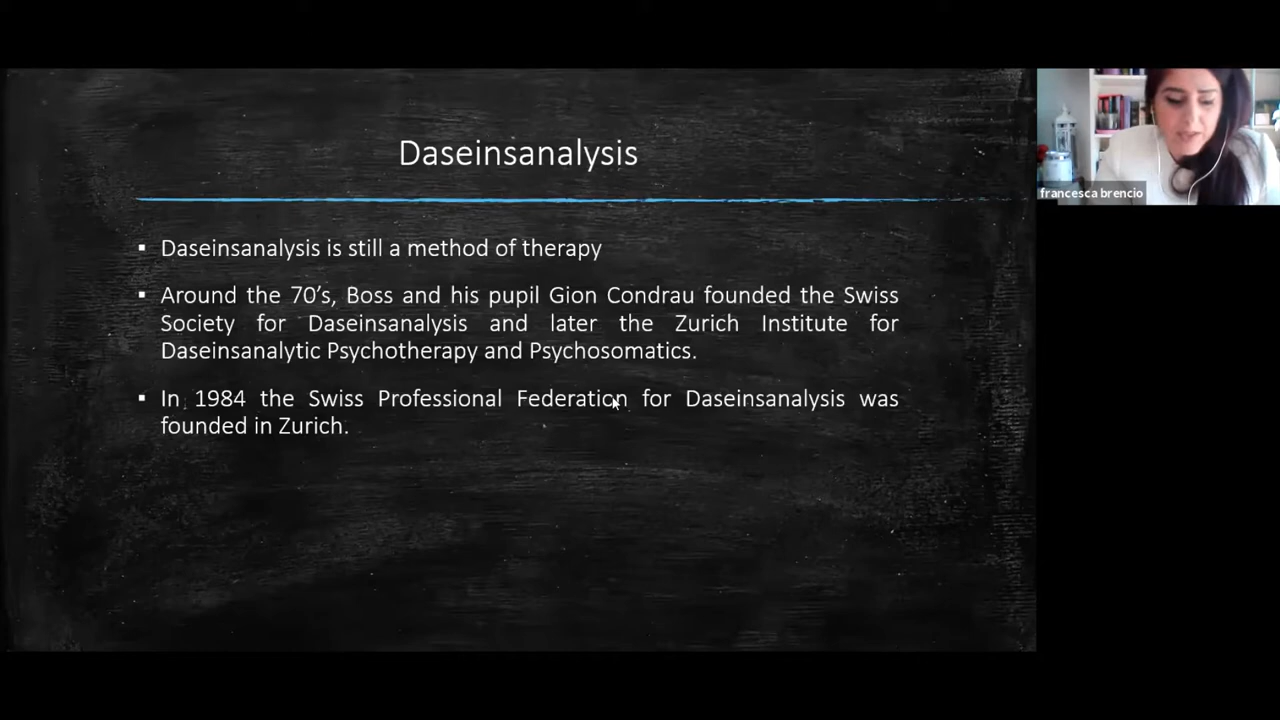 Daseinsanalysis
francesca brencio
▪ Daseinsanalysis is still a method of therapy
▪ Around the 70’s, Boss and his pupil Gion Condrau founded the Swiss
Society for Daseinsanalysis and later the Zurich Institute for
Daseinsanalytic Psychotherapy and Psychosomatics.
▪ In 1984 the Swiss Professional Federation for Daseinsanalysis was
founded in Zurich.